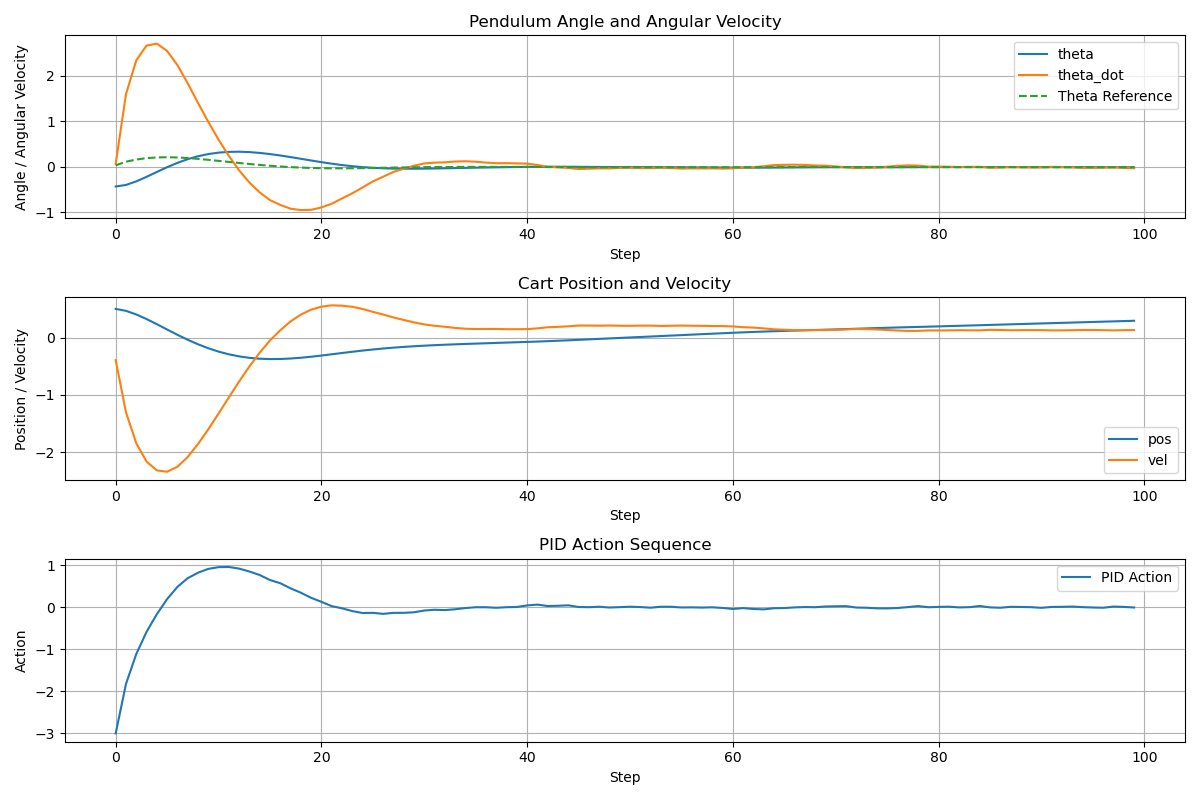 Pendulum Angle and Angular Velocity
Angle / Angular Velocity
2
1
0
−1
theta
theta_dot
Theta Reference
0 20 40 60 80 100
Step
Cart Position and Velocity
Position / Velocity
0
−1
−2
pos
vel
0 20 40 60 80 100
Step
PID Action Sequence
Action
1
0
−1
−2
−3
PID Action
0 20 40 60 80 100
Step